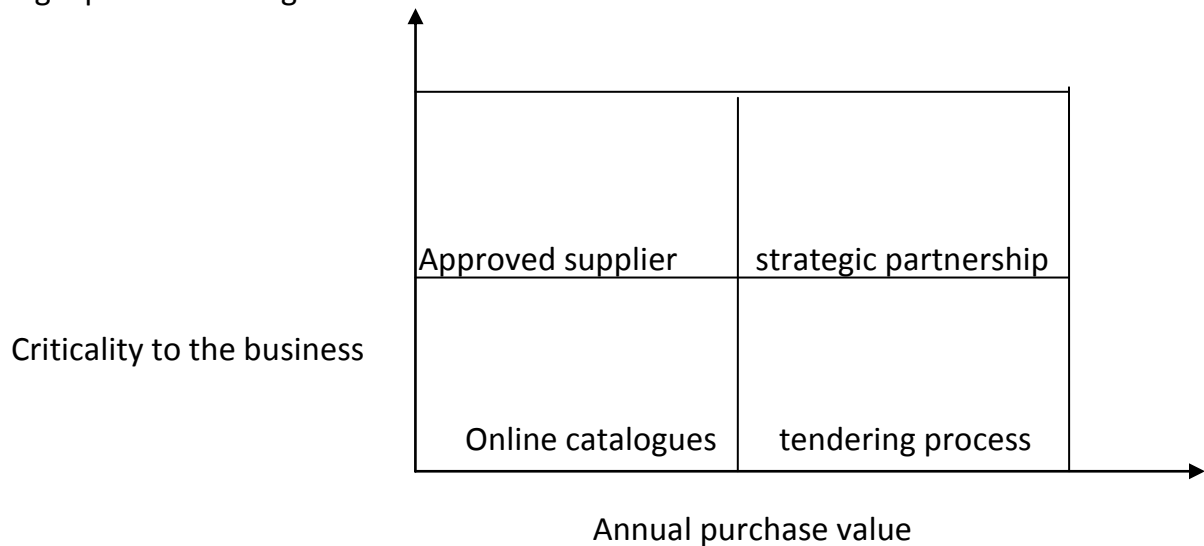 Approved supplier strategic partnership
Criticality to the business
Online catalogues tendering process
Annual purchase value